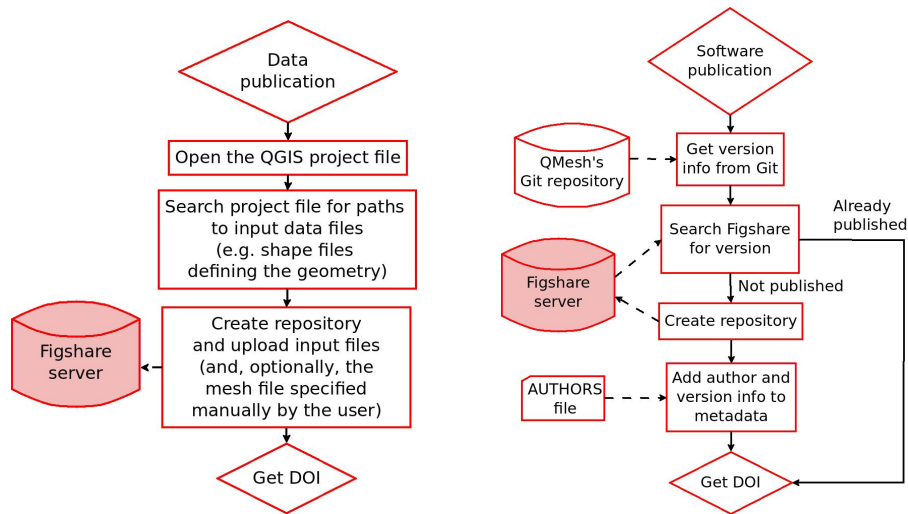 Data
publication
Open the QGIS project file
Search project file for paths
to input data files
(e.g. shape files
defining the geometry)
Create repository
and upload input files
(and, optionally, the
mesh file specified
manually by the user)
Figshare
server
Get DOI
Software
publication
QMesh's
Git repository
Get version
info from Git
Search Figshare
for version
Already
published
Figshare
server
Not published
Create repository
AUTHORS
file
Add author and
version info to
metadata
Get DOI